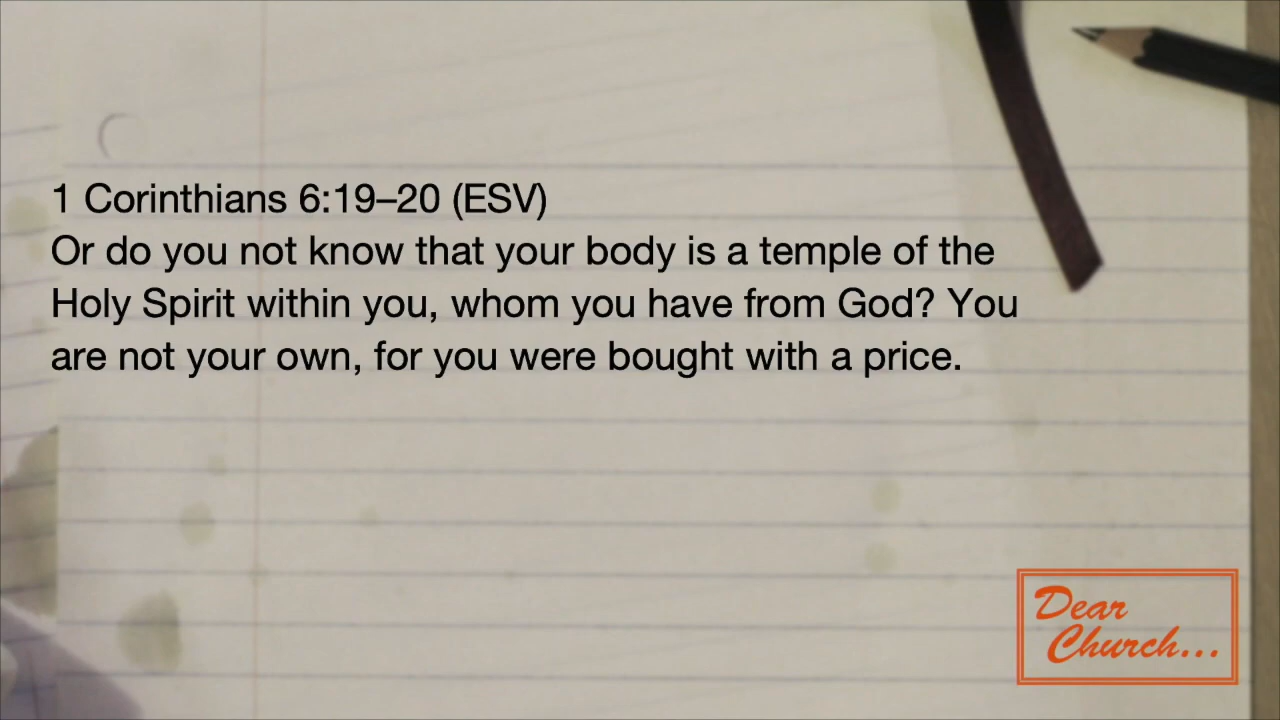 1 Corinthians 6:19–20 (ESV)
Or do you not know that your body is a temple of the
Holy Spirit within you, whom you have from God? You
are not your own, for you were bought with a price.
Dear
Church...